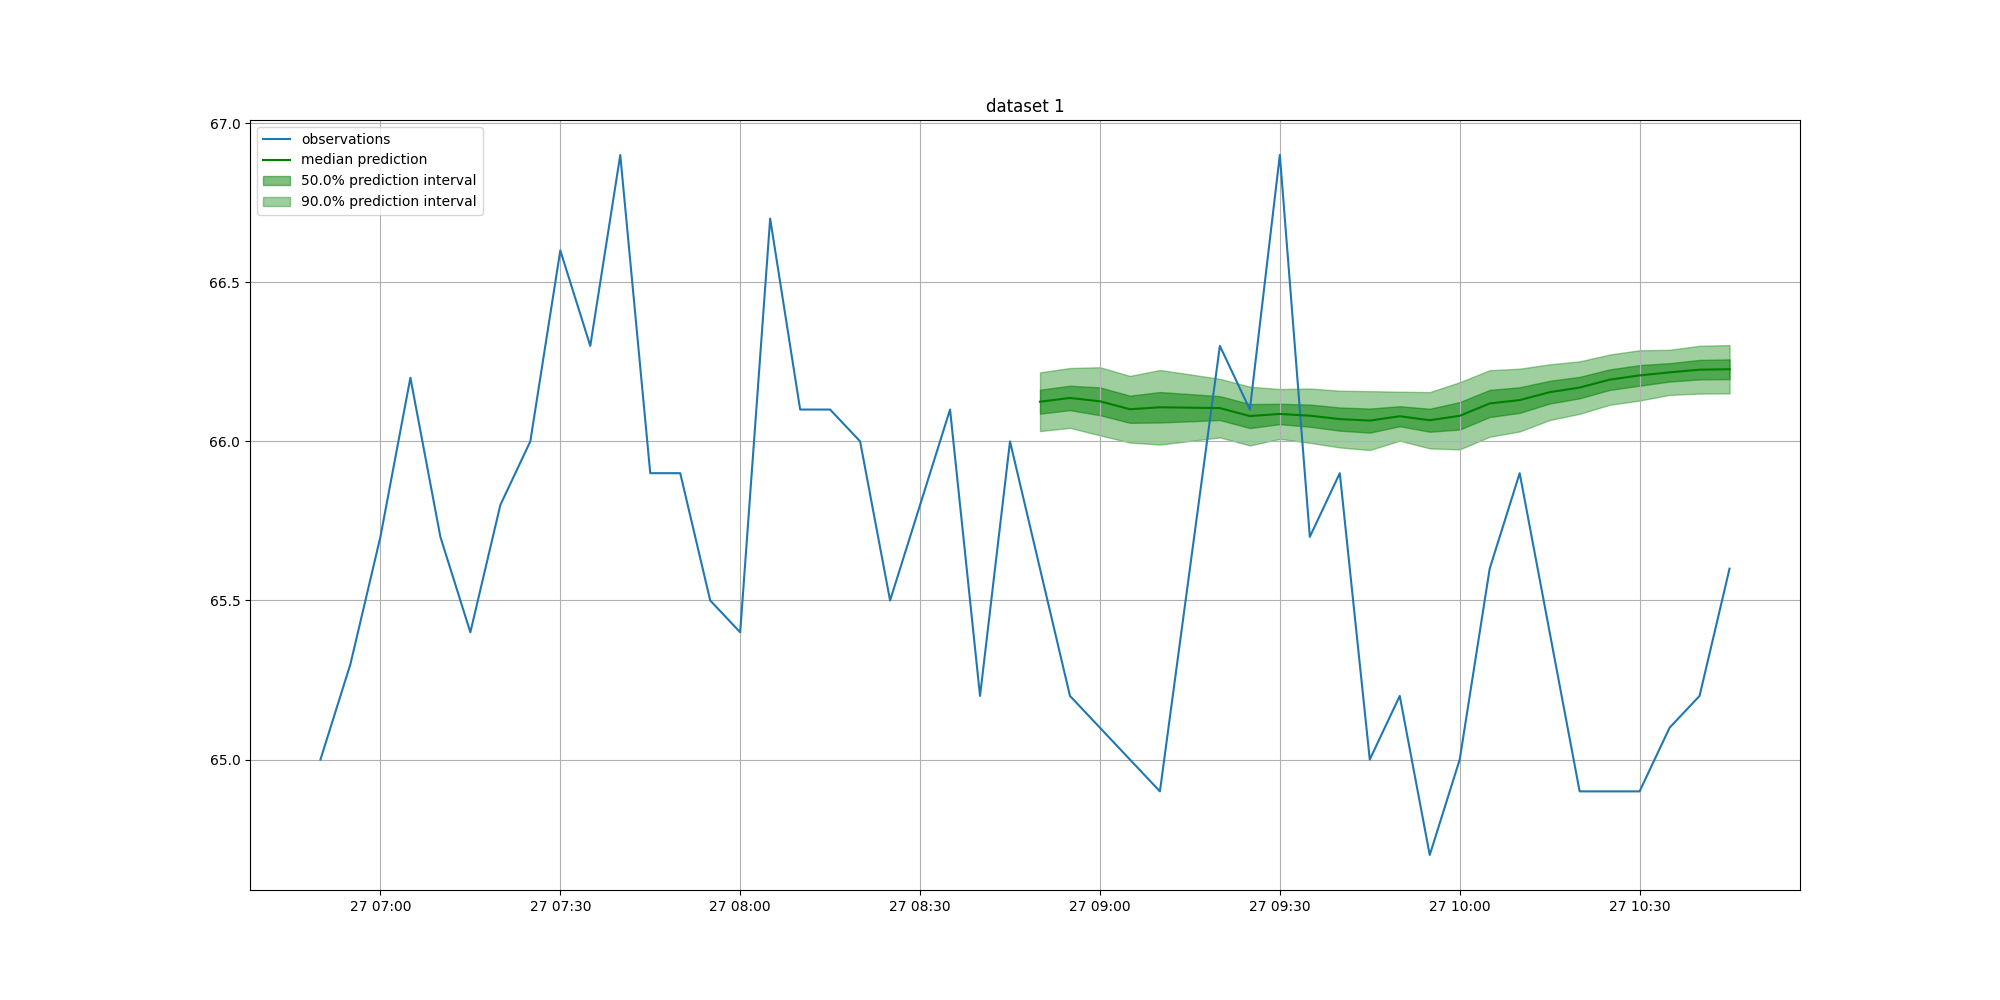 dataset 1
observations
median prediction
50.0% prediction interval
90.0% prediction interval
67.0
66.5
66.0
65.5
65.0
27 07:00
27 07:30
27 08:00
27 08:30
27 09:00
27 09:30
27 10:00
27 10:30